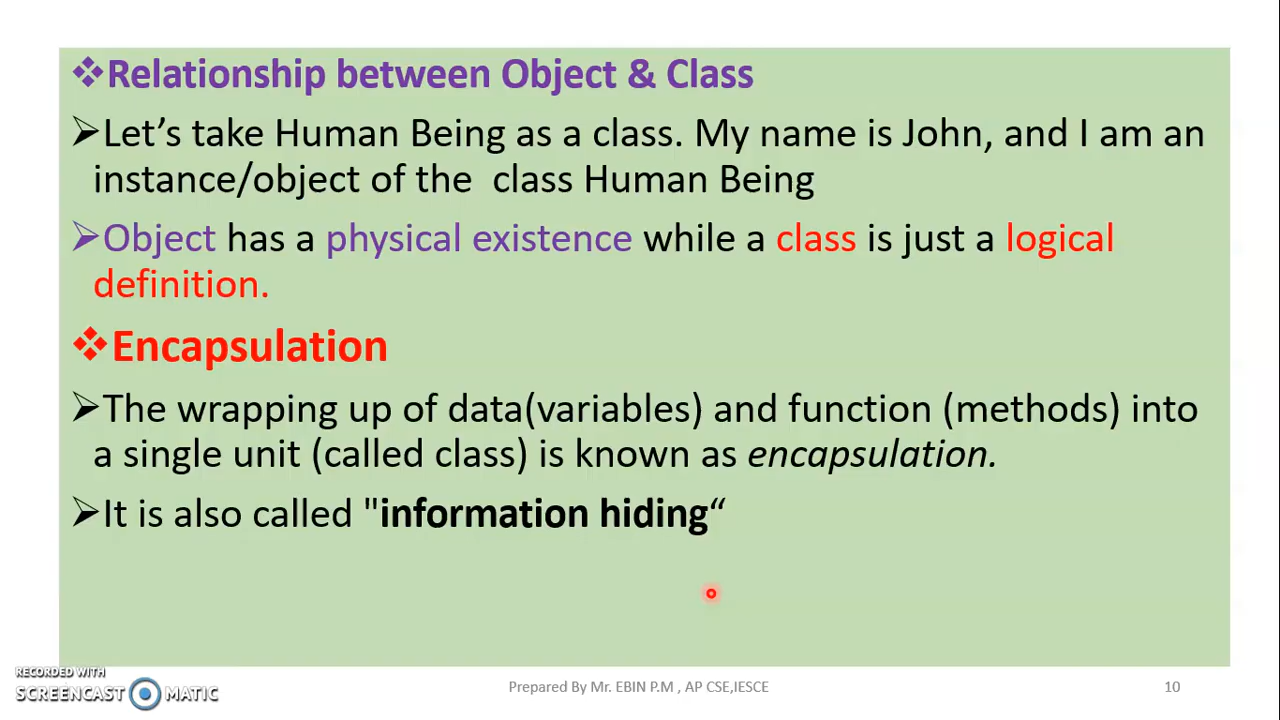 ❖Relationship between Object & Class
➢Let’s take Human Being as a class. My name is John, and I am an
instance/object of the  class Human Being
➢Object has a physical existence while a class is just a logical
definition.
❖Encapsulation
➢The wrapping up of data(variables) and function (methods) into
a single unit (called class) is known as encapsulation.
➢It is also called "information hiding“
RECORDED WITH
SCREENCAST MATIC
Prepared By Mr. EBIN P.M , AP CSE,IESCE
10